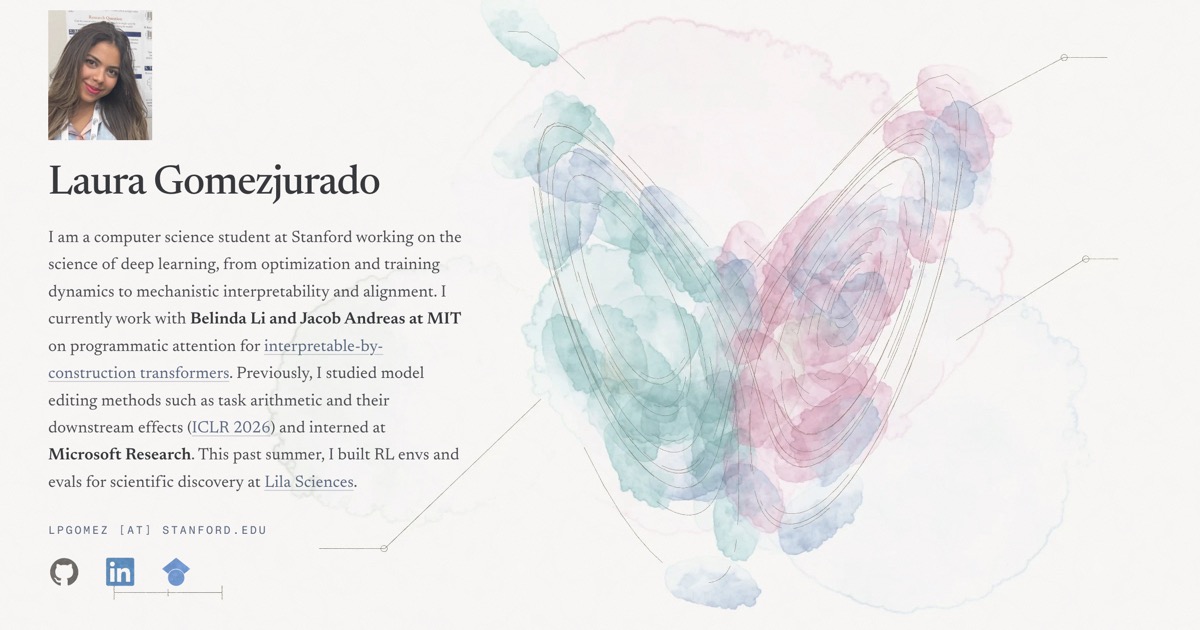 Laura Gomezjurado
I am a computer science student at Stanford working on the
science of deep learning, from optimization and training
dynamics to mechanistic interpretability and alignment. I
currently work with Belinda Li and Jacob Andreas at MIT
on programmatic attention for interpretable-by-
construction transformers. Previously, I studied model
editing methods such as task arithmetic and their
downstream effects (ICLR 2026) and interned at
Microsoft Research. This past summer, I built RL envs and
evals for scientific discovery at Lila Sciences.
LPGOMEZ [AT] STANFORD.EDU
in